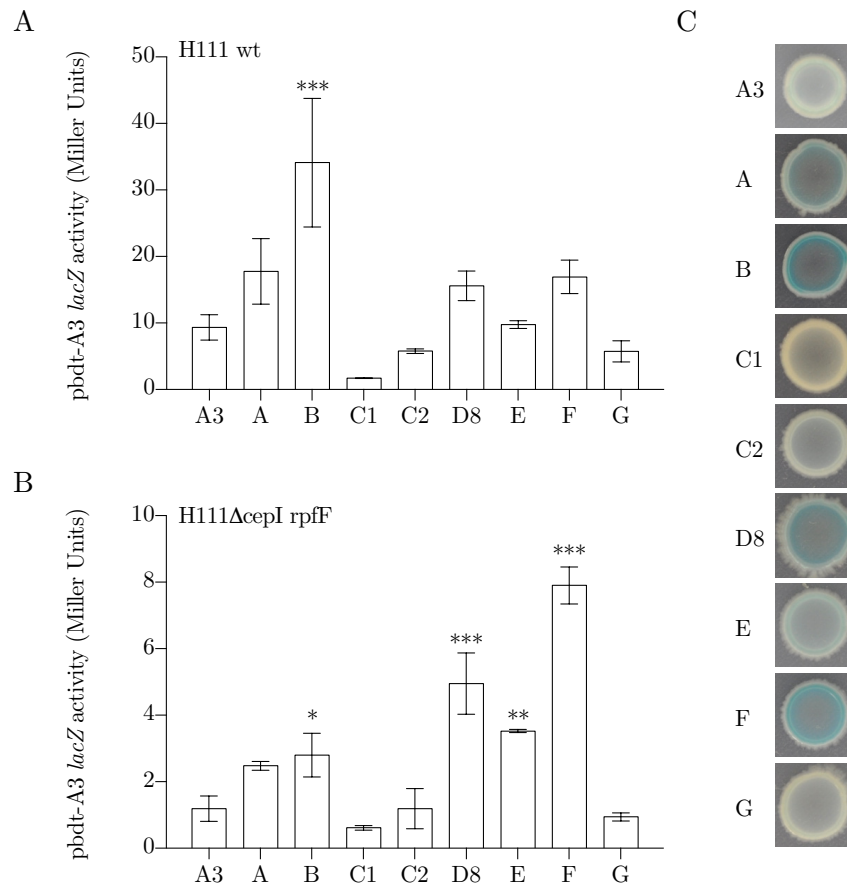 A
H111 wt
pbdt-A3 lacZ activity (Miller Units)
50
40
30
20
10
0
***
A3 A B C1 C2 D8 E F G
B
H111ΔcepI rpfF
pbdt-A3 lacZ activity (Miller Units)
10
8
6
4
2
0
*
***
**
***
A3 A B C1 C2 D8 E F G
C
A3
A
B
C1
C2
D8
E
F
G